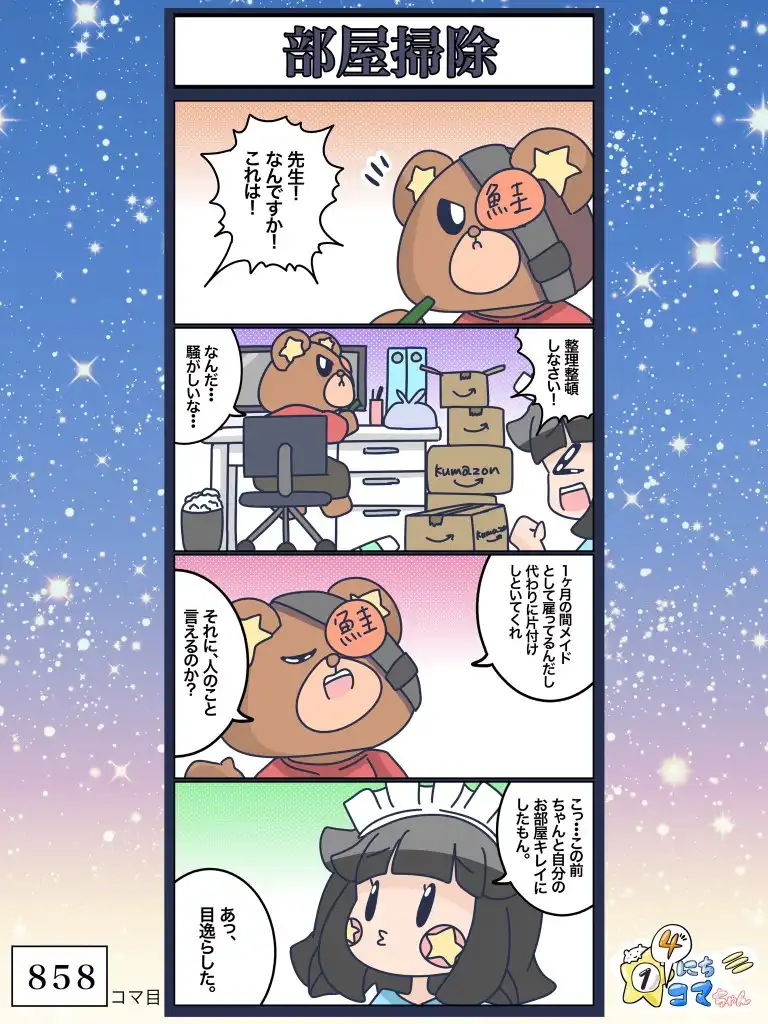 部屋掃除
先生！
なんですか！
これは！
鮭
整理整頓
しなさい！
なんだ…
騒がしいな…
kumazon
kumazon
1ヶ月の間メイド
として雇ってるんだし
代わりに片付け
しといてくれ
鮭
それに、人のこと
言えるのか？
こっ…この前
ちゃんと自分の
お部屋キレイに
したもん。
あっ、
目逸らした。
858
コマ目
1
にち
4
コマ
ちゃん